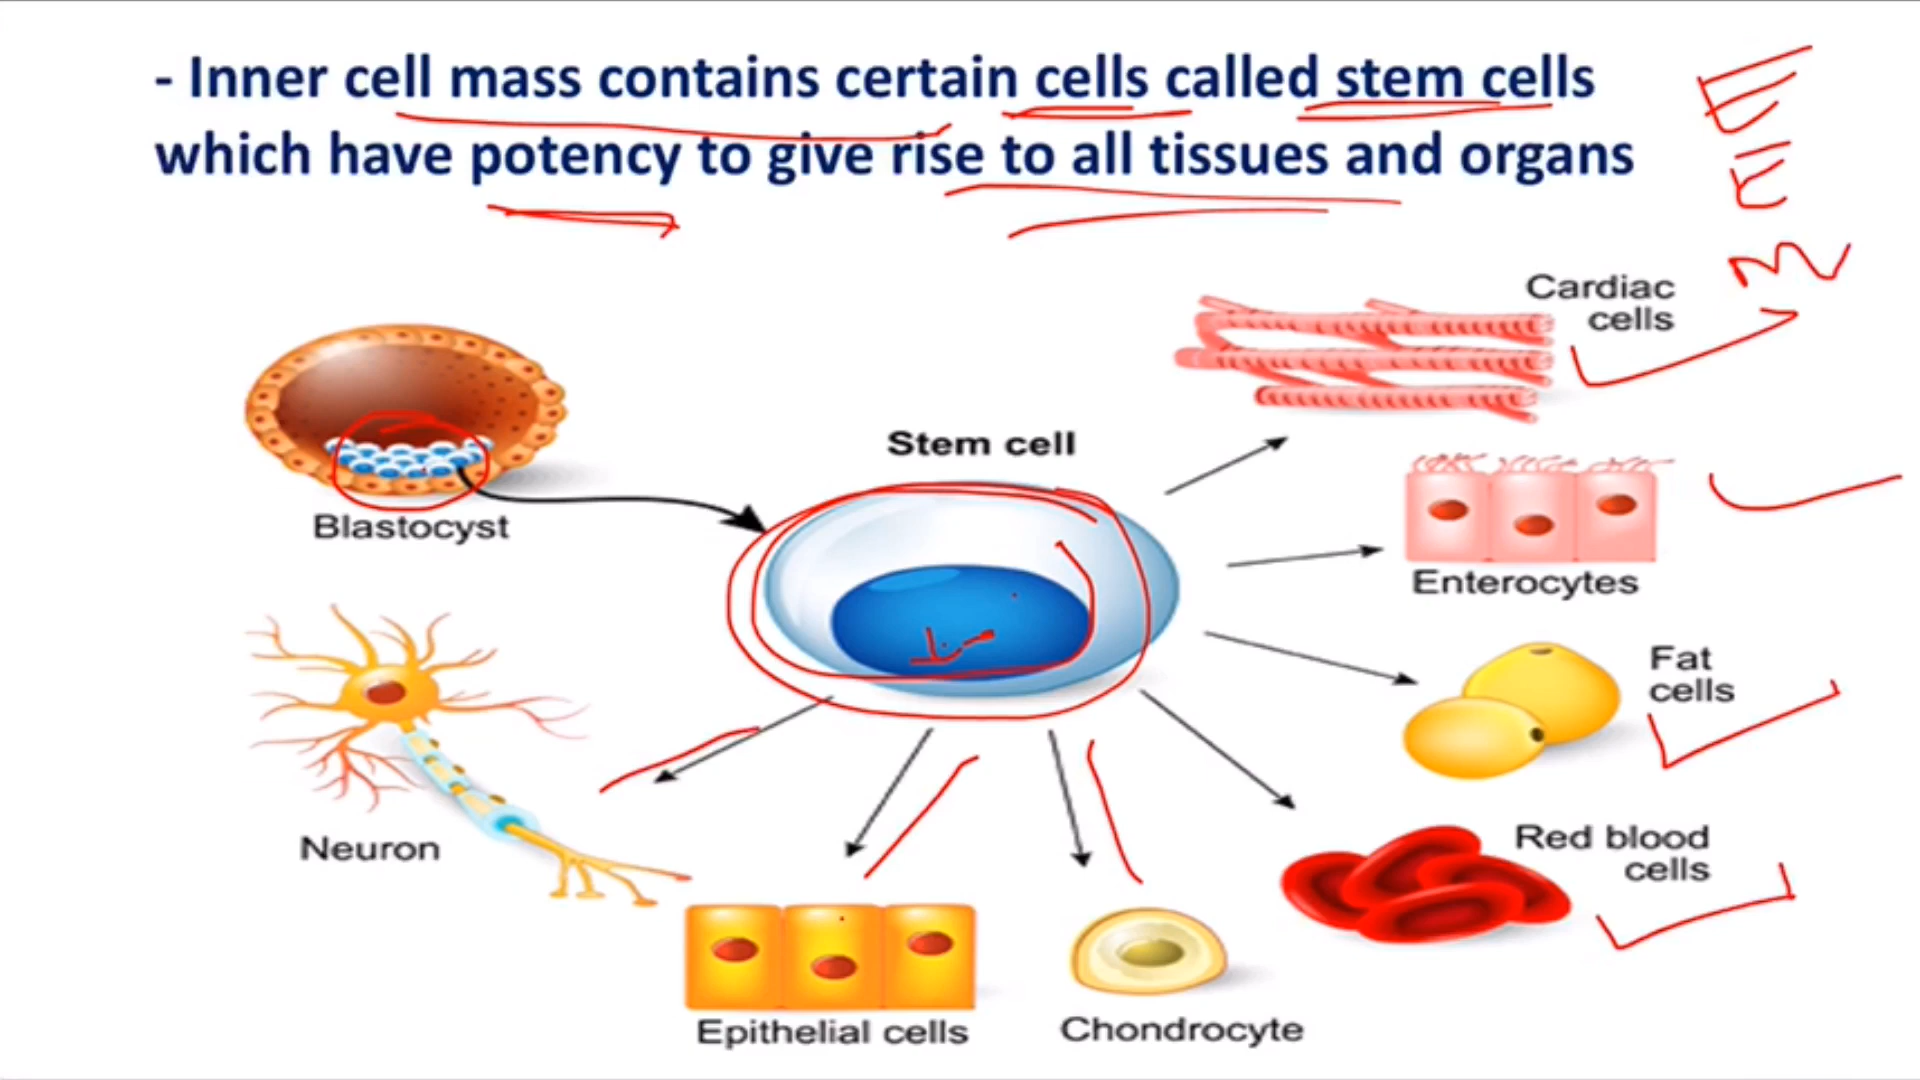 - Inner cell mass contains certain cells called stem cells
which have potency to give rise to all tissues and organs
E
E
M
Cardiac
cells
Stem cell
Blastocyst
Enterocytes
Fat
cells
Neuron
Red blood
cells
Epithelial cells
Chondrocyte